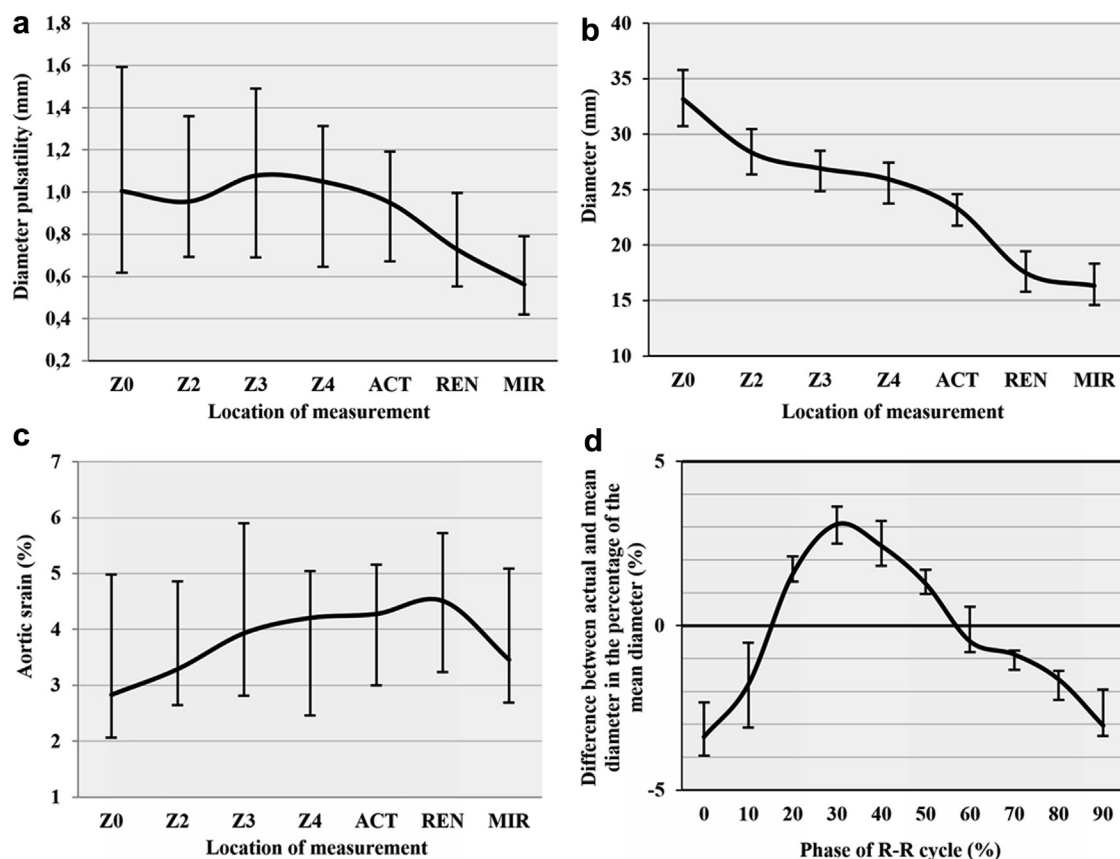 a
Diameter pulsatility (mm)
1,8
1,6
1,4
1,2
1,0
0,8
0,6
0,4
0,2
Z0 Z2 Z3 Z4 ACT REN MIR
Location of measurement
b
Diameter (mm)
40
35
30
25
20
15
10
Z0 Z2 Z3 Z4 ACT REN MIR
Location of measurement
c
Aortic srain (%)
7
6
5
4
3
2
1
Z0 Z2 Z3 Z4 ACT REN MIR
Location of measurement
d
Difference between actual and mean
diameter in the percentage of the
mean diameter (%)
5
0
-5
0 10 20 30 40 50 60 70 80 90
Phase of R-R cycle (%)